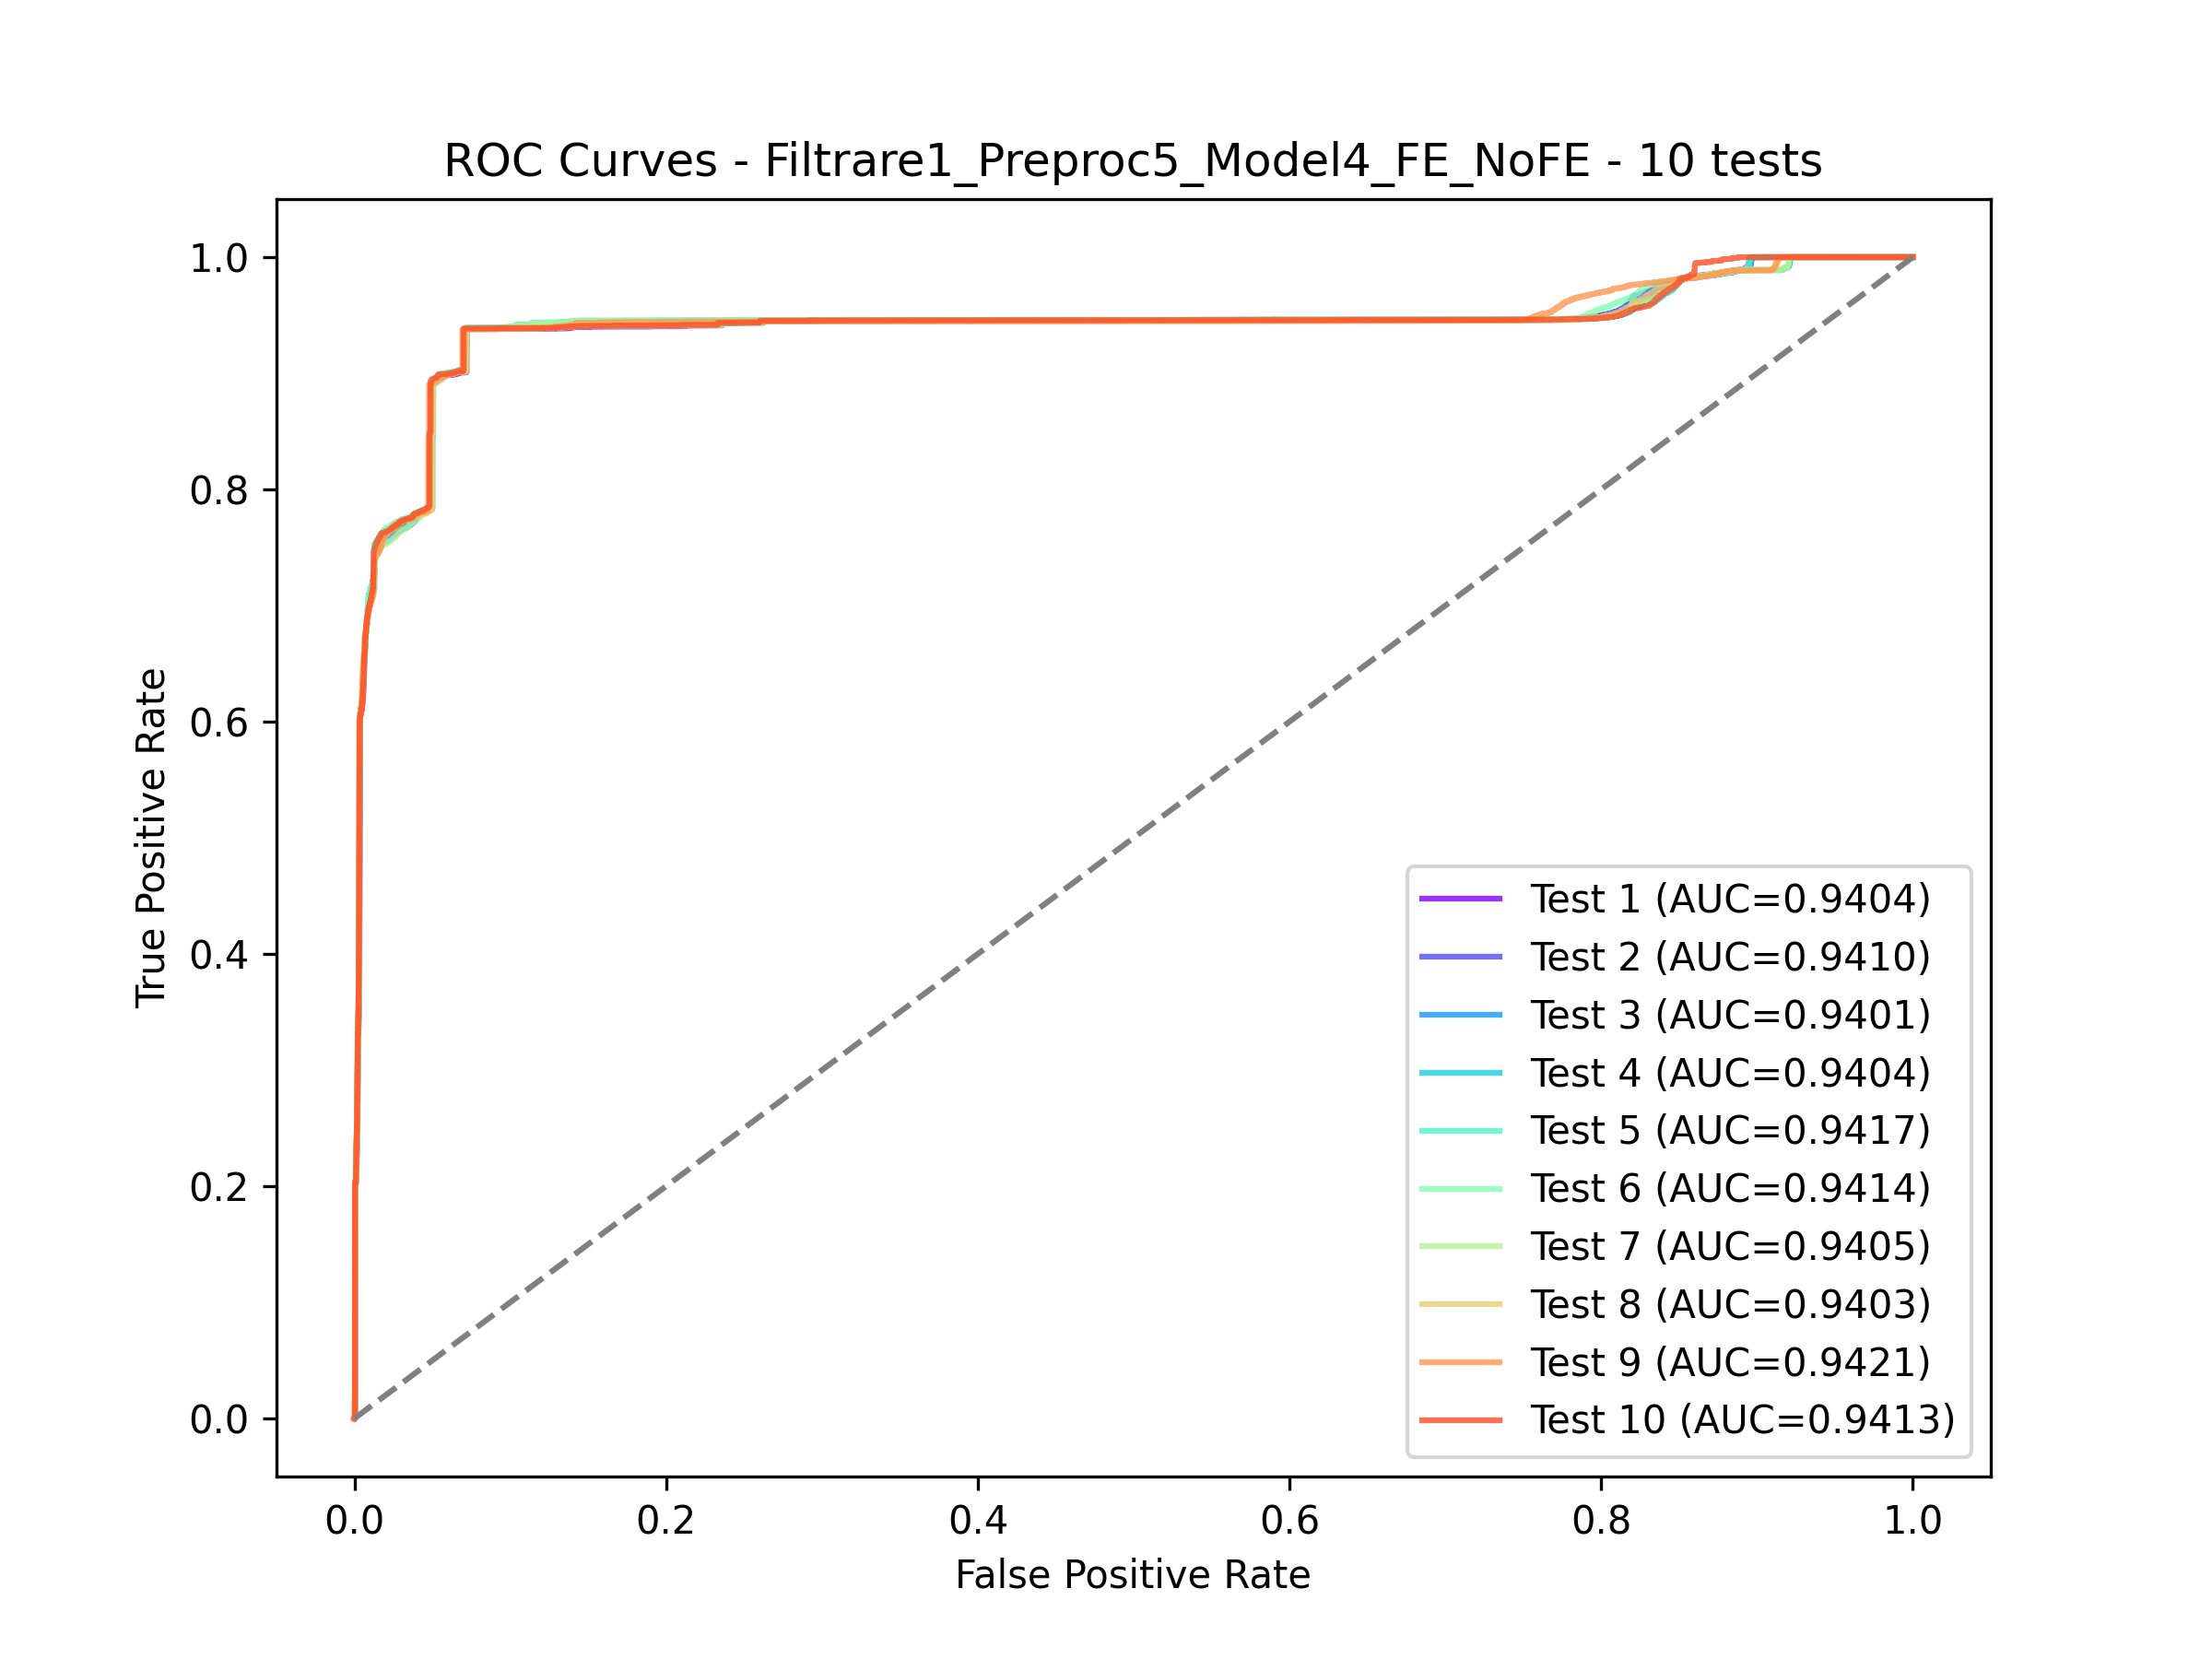 ROC Curves - Filtrare1_Preproc5_Model4_FE_NoFE - 10 tests
True Positive Rate
1.0
0.8
0.6
0.4
0.2
0.0
Test 1 (AUC=0.9404)
Test 2 (AUC=0.9410)
Test 3 (AUC=0.9401)
Test 4 (AUC=0.9404)
Test 5 (AUC=0.9417)
Test 6 (AUC=0.9414)
Test 7 (AUC=0.9405)
Test 8 (AUC=0.9403)
Test 9 (AUC=0.9421)
Test 10 (AUC=0.9413)
0.0 0.2 0.4 0.6 0.8 1.0
False Positive Rate